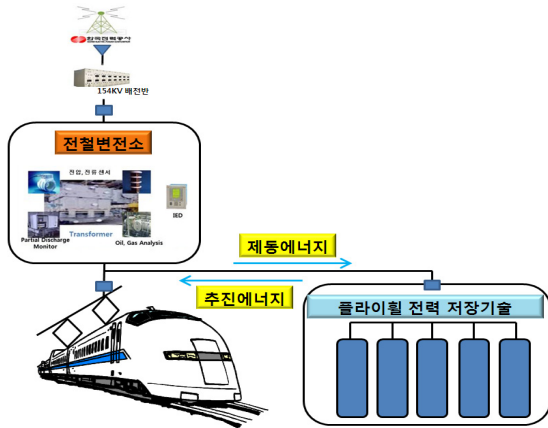 한국전력공사
154KV 배전반
전철변전소
전압, 전류 센서
IED
Transformer
Partial Discharge
Monitor
Oil, Gas Analysis
제동에너지
추진에너지
플라이휠 전력 저장기술